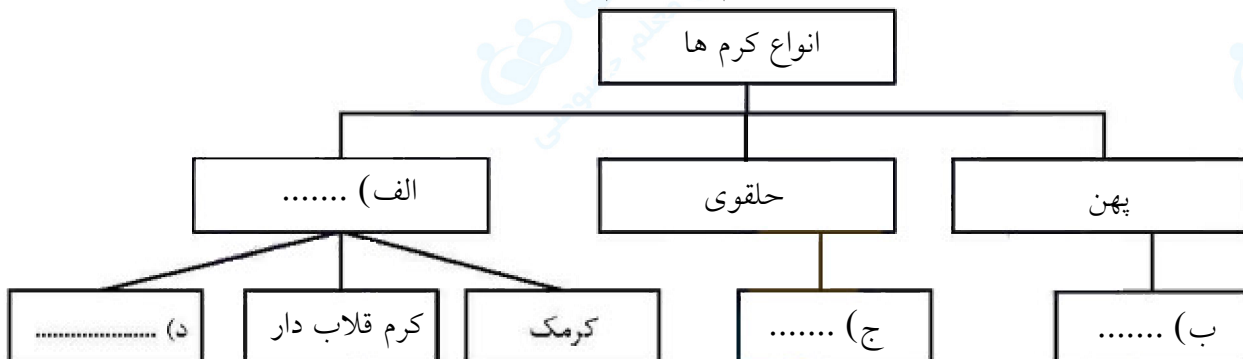 انواع کرم ها
پهن
حلقوی
الف) .......
ب) .......
ج) .......
کرمک
کرم قلاب دار
د) .....................